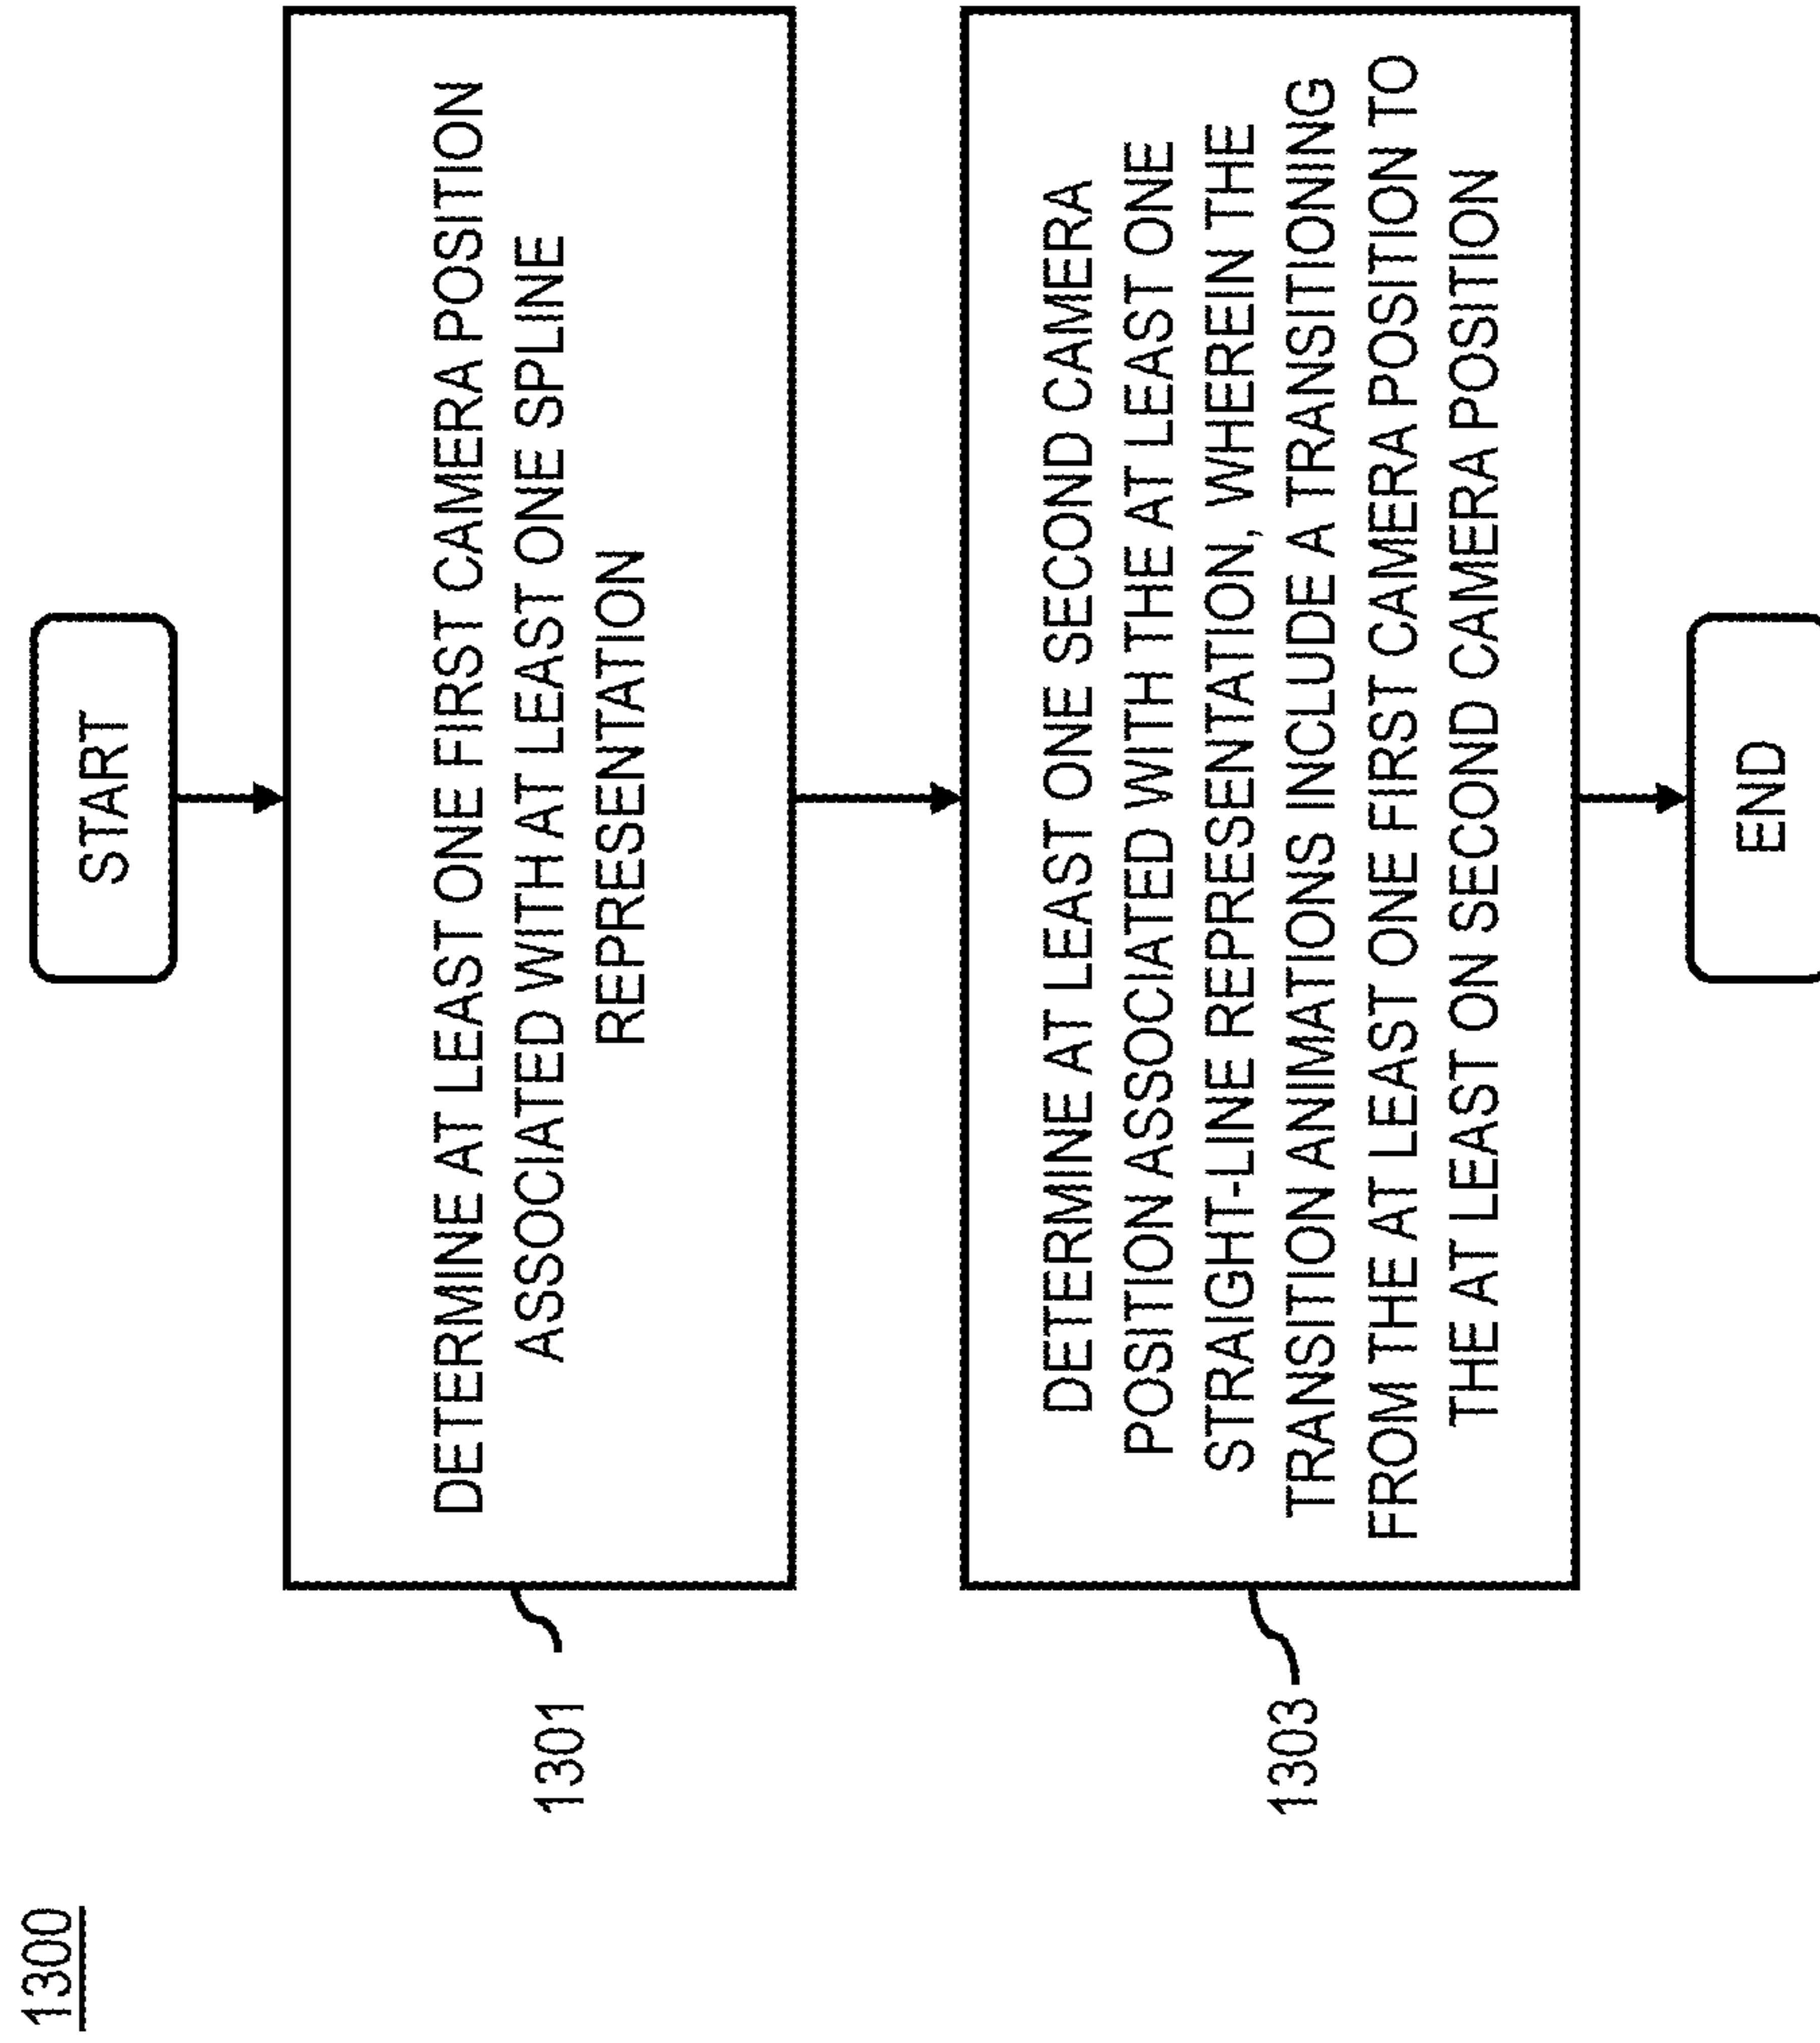 1300
START
DETERMINE AT LEAST ONE FIRST CAMERA POSITION
ASSOCIATED WITH AT LEAST ONE SPLINE
REPRESENTATION
1301
DETERMINE AT LEAST ONE SECOND CAMERA
POSITION ASSOCIATED WITH THE AT LEAST ONE
STRAIGHT-LINE REPRESENTATION, WHEREIN THE
TRANSITION ANIMATIONS INCLUDE A TRANSITIONING
FROM THE AT LEAST ONE FIRST CAMERA POSITION TO
THE AT LEAST ON SECOND CAMERA POSITION
1303
END